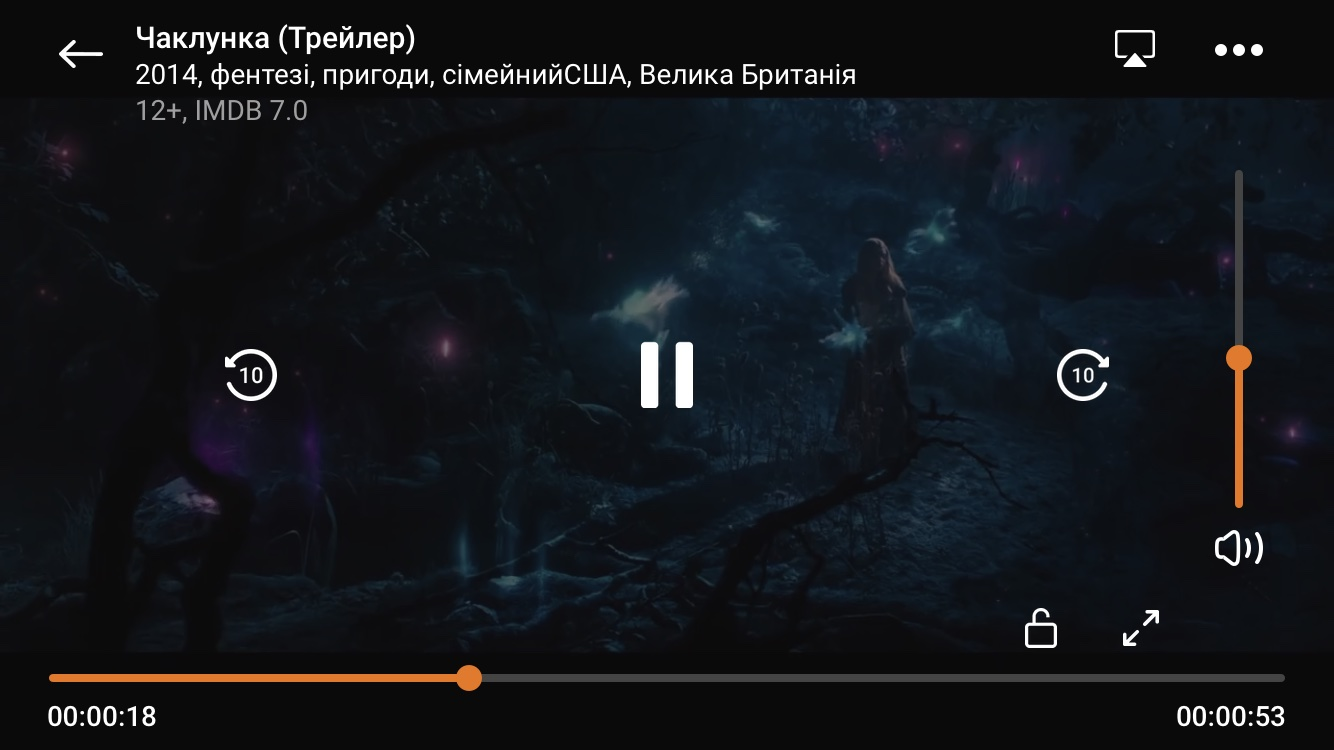 Чаклунка (Трейлер)
2014, фентезі, пригоди, сімейнийСША, Велика Британія
12+, IMDB 7.0
10
10
00:00:18
00:00:53